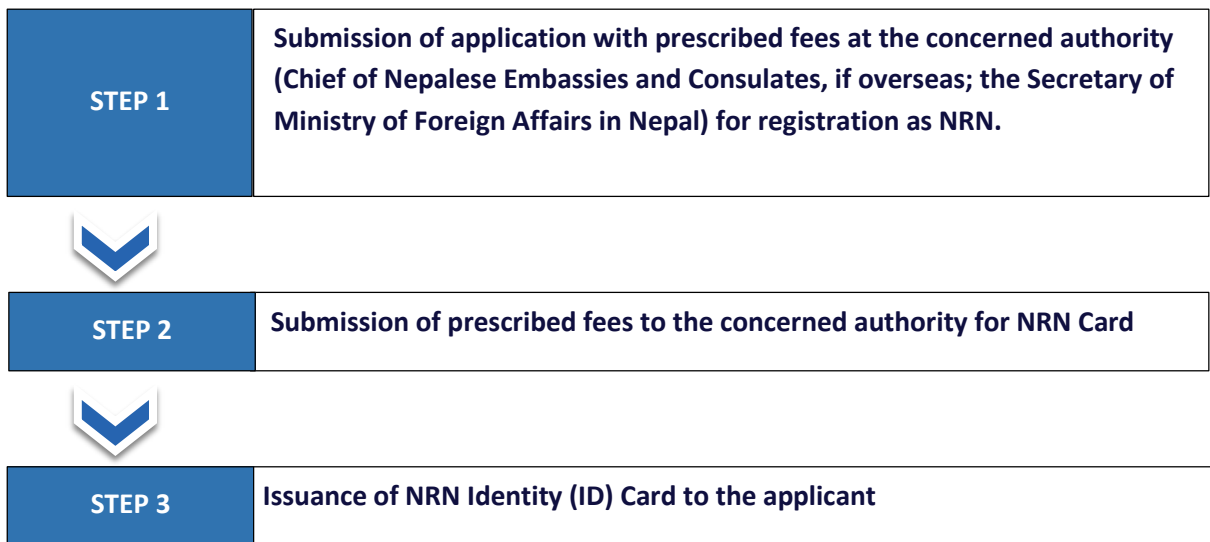 STEP 1
Submission of application with prescribed fees at the concerned authority
(Chief of Nepalese Embassies and Consulates, if overseas; the Secretary of
Ministry of Foreign Affairs in Nepal) for registration as NRN.
STEP 2
Submission of prescribed fees to the concerned authority for NRN Card
STEP 3
Issuance of NRN Identity (ID) Card to the applicant